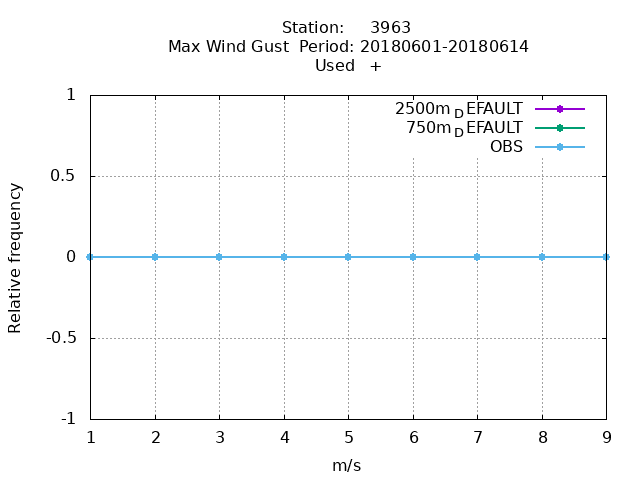 Station: 3963
Max Wind Gust Period: 20180601-20180614
Used +
2500m DEFAULT
750m DEFAULT
OBS
1
0.5
0
-0.5
-1
Relative frequency
1 2 3 4 5 6 7 8 9
m/s